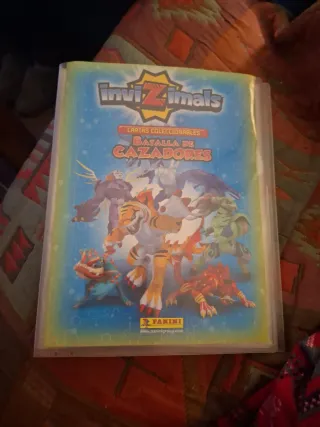 inviZimals
CARTAS COLECCIONABLES
BATALLA DE
CAZADORES
PANINI